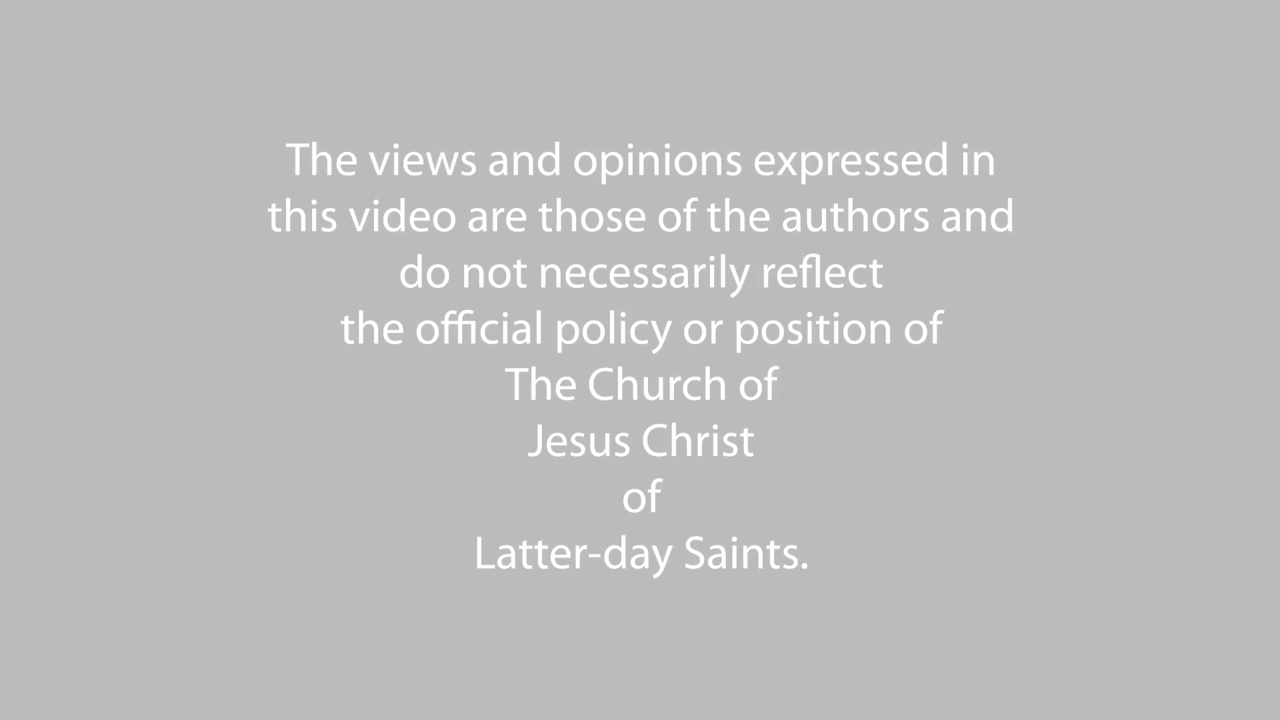 The views and opinions expressed in
this video are those of the authors and
do not necessarily reflect
the official policy or position of
The Church of
Jesus Christ
of
Latter-day Saints.